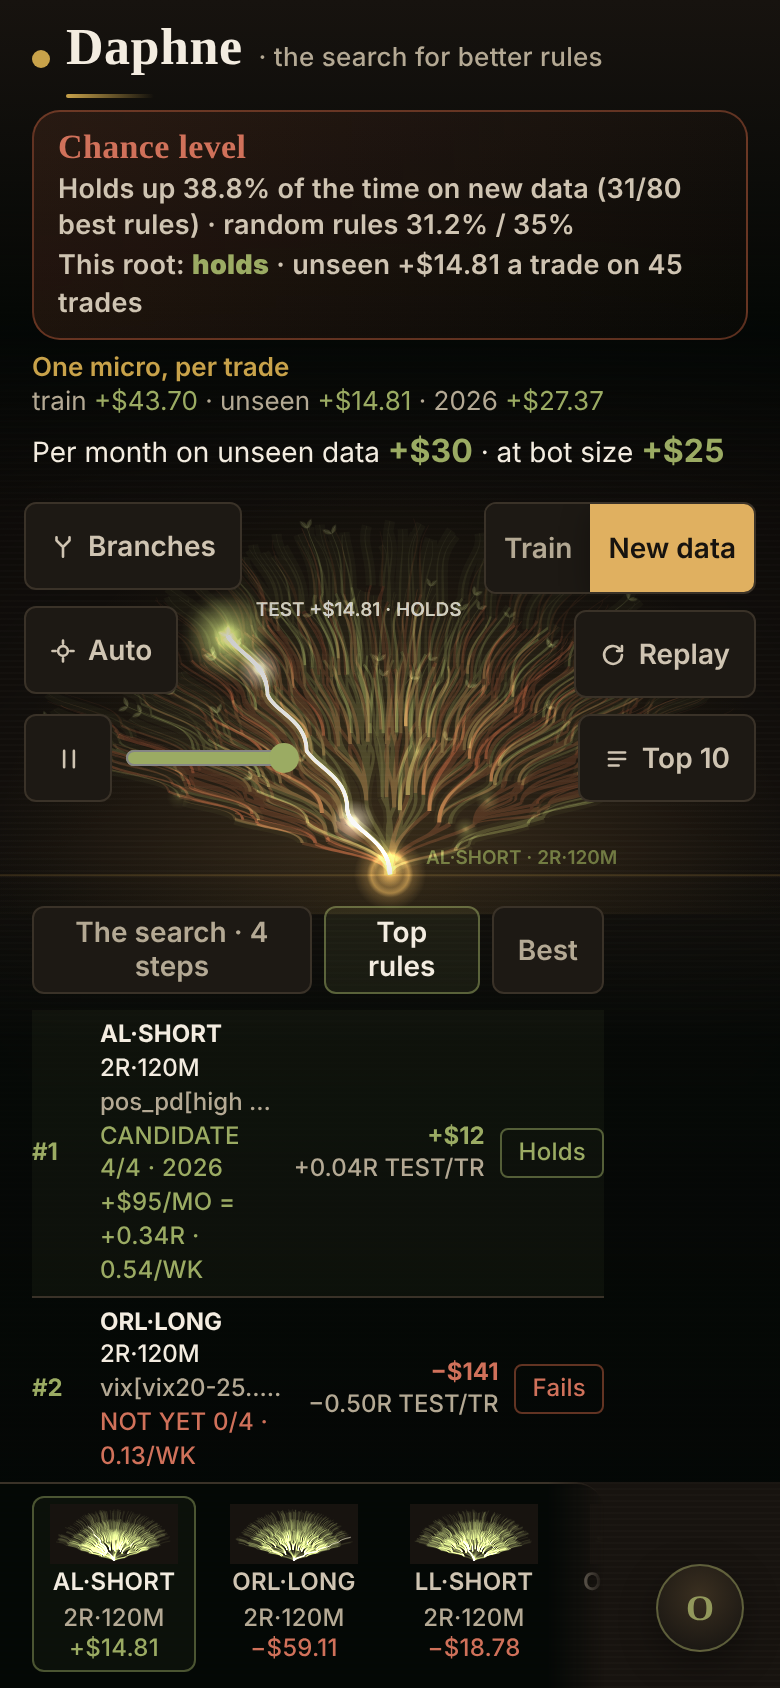 Daphne · the search for better rules
Chance level
Holds up 38.8% of the time on new data (31/80
best rules) · random rules 31.2% / 35%
This root: holds · unseen +$14.81 a trade on 45
trades
One micro, per trade
train +$43.70 · unseen +$14.81 · 2026 +$27.37
Per month on unseen data +$30 · at bot size +$25
Branches
Train
New data
TEST +$14.81 · HOLDS
Auto
Replay
Top 10
AL·SHORT · 2R·120M
The search · 4
steps
Top
rules
Best
#1
AL·SHORT
2R·120M
pos_pd[high ...
CANDIDATE
4/4 · 2026
+$95/MO =
+0.34R ·
0.54/WK
+$12
+0.04R TEST/TR
Holds
#2
ORL·LONG
2R·120M
vix[vix20-25.....
NOT YET 0/4 ·
0.13/WK
−$141
−0.50R TEST/TR
Fails
AL·SHORT
2R·120M
+$14.81
ORL·LONG
2R·120M
−$59.11
LL·SHORT
2R·120M
−$18.78
O